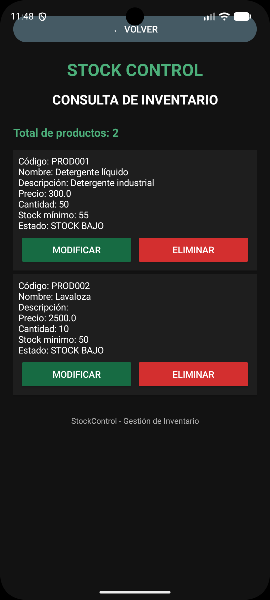 11:48
← VOLVER
STOCK CONTROL
CONSULTA DE INVENTARIO
Total de productos: 2
Código: PROD001
Nombre: Detergente líquido
Descripción: Detergente industrial
Precio: 300.0
Cantidad: 50
Stock mínimo: 55
Estado: STOCK BAJO
MODIFICAR ELIMINAR
Código: PROD002
Nombre: Lavaloza
Descripción:
Precio: 2500.0
Cantidad: 10
Stock mínimo: 50
Estado: STOCK BAJO
MODIFICAR ELIMINAR
StockControl - Gestión de Inventario